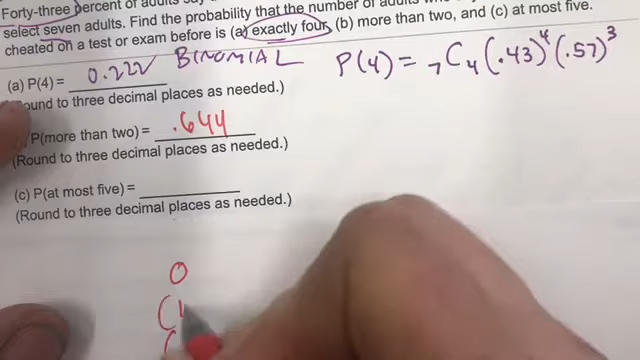 Forty-three percent of adults say
select seven adults. Find the probability that the number of adults who
cheated on a test or exam before is (a) exactly four, (b) more than two, and (c) at most five.
(a) P(4) = 0.222 BINOMIAL P(4) = ₇C₄(.43)⁴(.57)³
Round to three decimal places as needed.)
P(more than two) = .644
(Round to three decimal places as needed.)
(c) P(at most five) =
(Round to three decimal places as needed.)
0